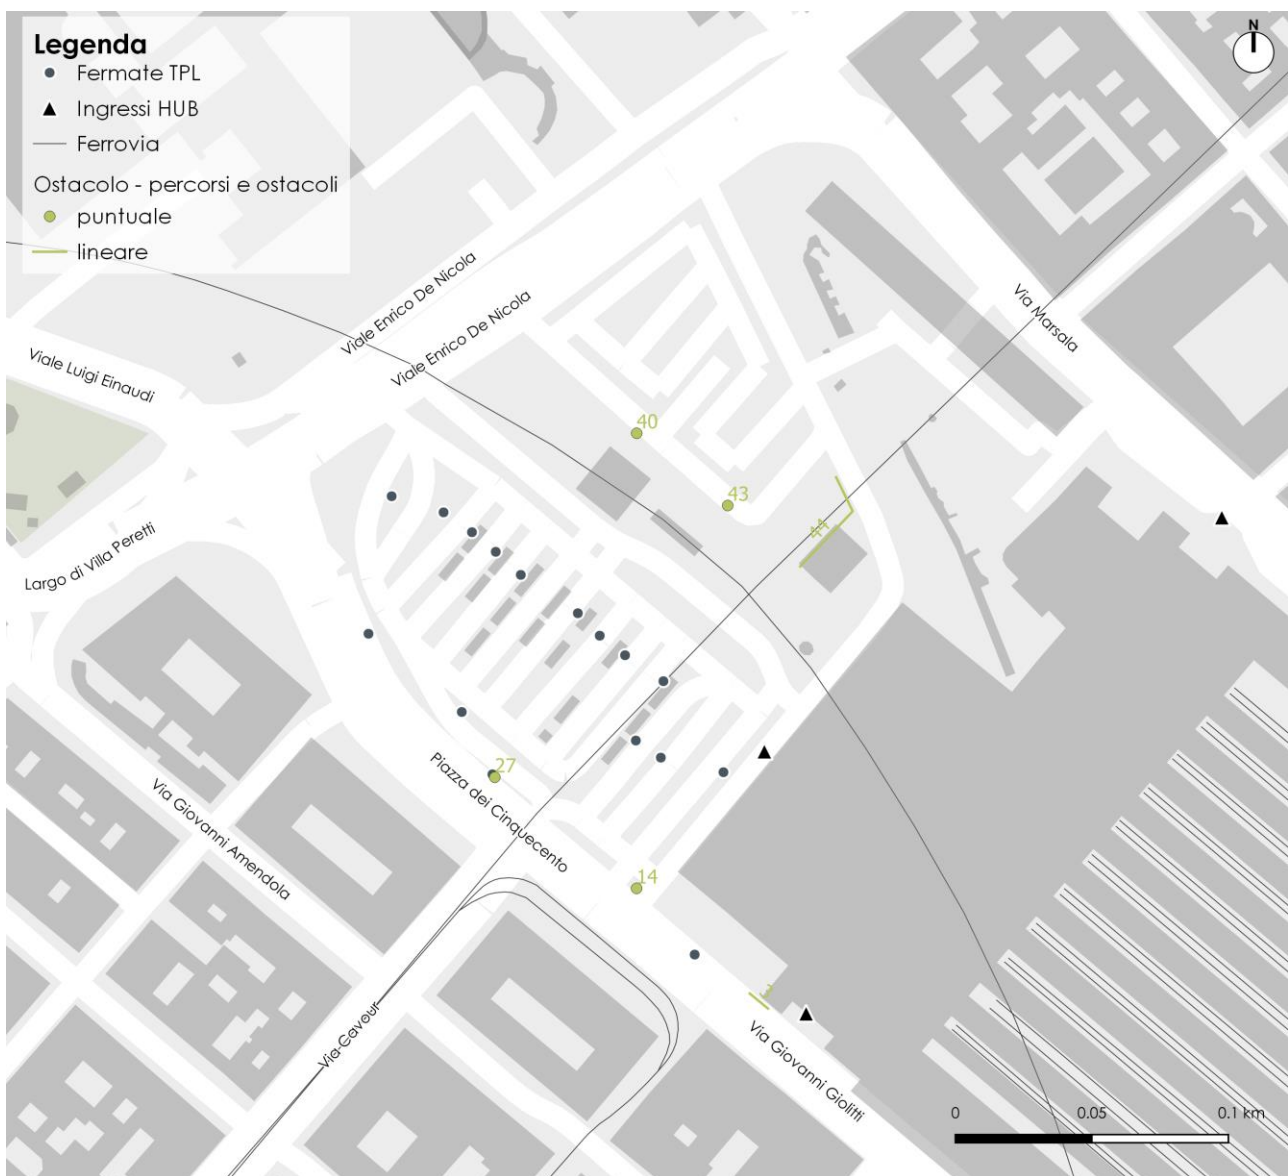 Legenda
Fermate TPL
Ingressi HUB
Ferrovia
Ostacolo - percorsi e ostacoli
puntuale
lineare
N
Viale Enrico De Nicola
Viale Enrico De Nicola
Via Marsala
Viale Luigi Einaudi
40
43
44
Largo di Villa Peretti
27
Piazza dei Cinquecento
Via Giovanni Amendola
14
Via Cavour
Via Giovanni Giolitti
0
0.05
0.1 km